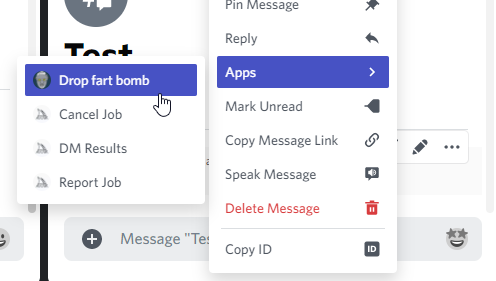 Pin Message
Test
Reply
Drop fart bomb
Apps
Cancel Job
Mark Unread
DM Results
Copy Message Link
Report Job
Speak Message
Delete Message
Message "Tes
Copy ID
ID